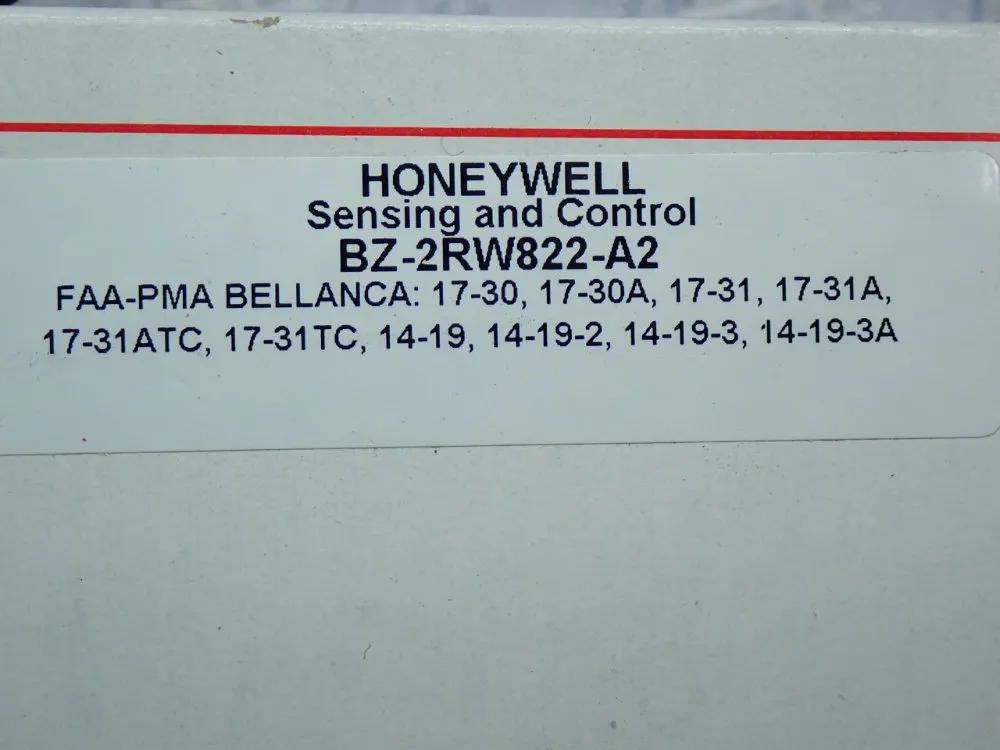 HONEYWELL
Sensing and Control
BZ-2RW822-A2
FAA-PMA BELLANCA: 17-30, 17-30A, 17-31, 17-31A,
17-31ATC, 17-31TC, 14-19, 14-19-2, 14-19-3, 14-19-3A